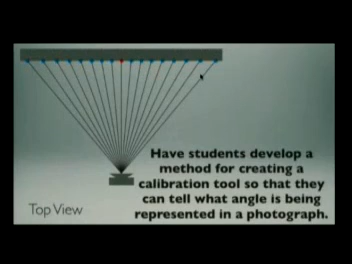 Have students develop a
method for creating a
calibration tool so that they
can tell what angle is being
represented in a photograph.
Top View